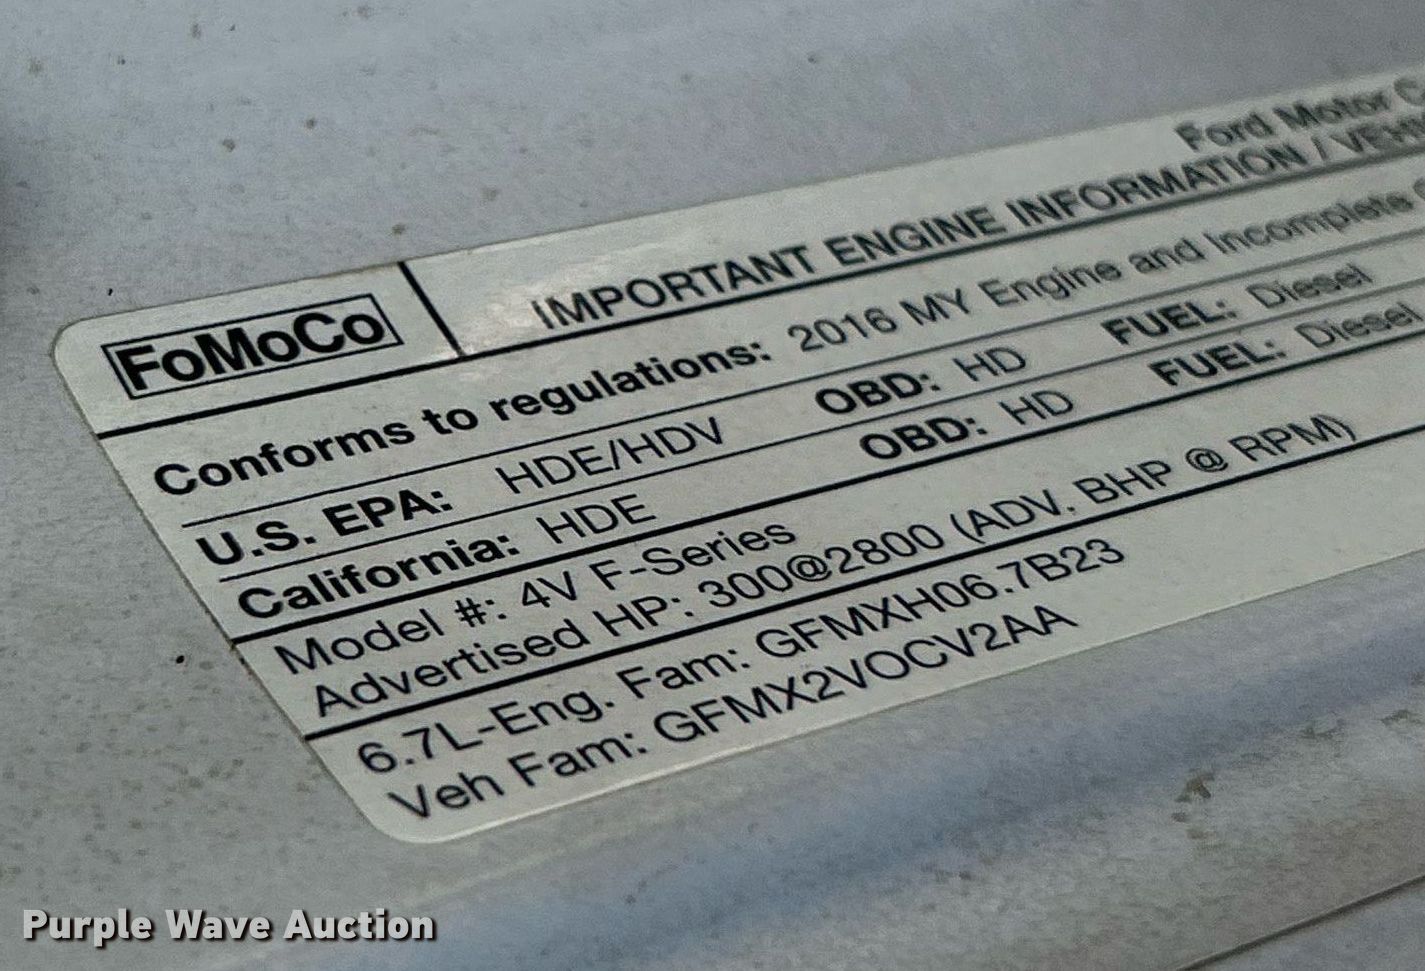 Ford Motor
FoMoCo
IMPORTANT ENGINE INFORMATION /
Conforms to regulations: 2016 MY Engine and Incomplete
U.S. EPA: HDE/HDV OBD: HD FUEL: Diesel
California: HDE OBD: HD FUEL: Diesel
Model #: 4V F-Series
Advertised HP: 300@2800 (ADV. BHP @ RPM)
6.7L-Eng. Fam: GFMXH06.7B23
Veh Fam: GFMX2VOCV2AA
Purple Wave Auction